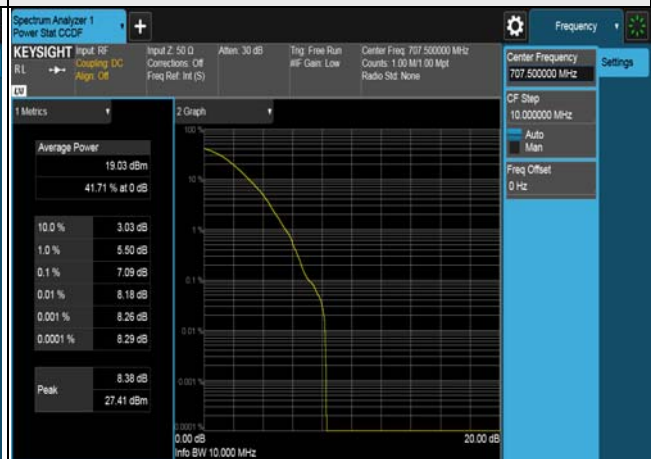 Spectrum Analyzer 1
Power Stat CCDF
+
Frequency
KEYSIGHT
RL
LXI
Input: RF
Coupling: DC
Align: Off
Input Z: 50 Ω
Corrections: Off
Freq Ref: Int (S)
Atten: 30 dB
Trig: Free Run
#IF Gain: Low
Center Freq: 707.500000 MHz
Counts: 1.00 M/1.00 Mpt
Radio Std: None
Center Frequency
707.500000 MHz
Settings
CF Step
10.000000 MHz
Auto
Man
Freq Offset
0 Hz
1 Metrics
Average Power
19.03 dBm
41.71 % at 0 dB
10.0 % 3.03 dB
1.0 % 5.50 dB
0.1 % 7.09 dB
0.01 % 8.18 dB
0.001 % 8.26 dB
0.0001 % 8.29 dB
Peak
8.38 dB
27.41 dBm
2 Graph
100 %
10 %
1 %
0.1 %
0.01 %
0.001 %
0.0001 %
0.00 dB 20.00 dB
Info BW 10.000 MHz